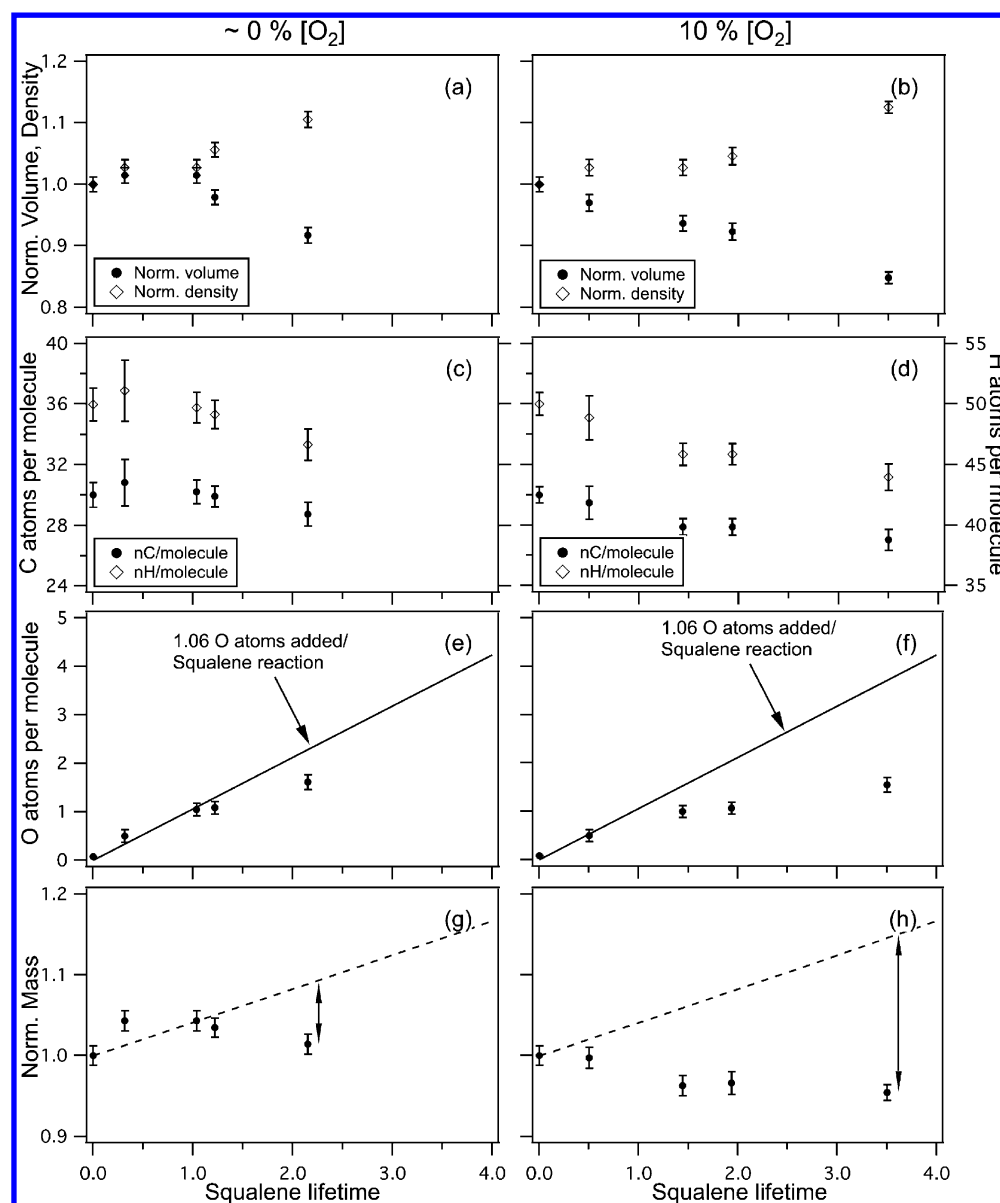 ~ 0 % [O2]
10 % [O2]
Norm. Volume, Density
1.2
1.1
1.0
0.9
0.8
(a)
Norm. volume
Norm. density
(b)
Norm. volume
Norm. density
C atoms per molecule
40
36
32
28
24
(c)
nC/molecule
nH/molecule
(d)
nC/molecule
nH/molecule
55
50
45
40
35
H atoms per molecule
O atoms per molecule
5
4
3
2
1
0
1.06 O atoms added/
Squalene reaction
(e)
1.06 O atoms added/
Squalene reaction
(f)
Norm. Mass
1.2
1.1
1.0
0.9
(g)
(h)
0.0 1.0 2.0 3.0 4.0
Squalene lifetime
0.0 1.0 2.0 3.0 4.0
Squalene lifetime